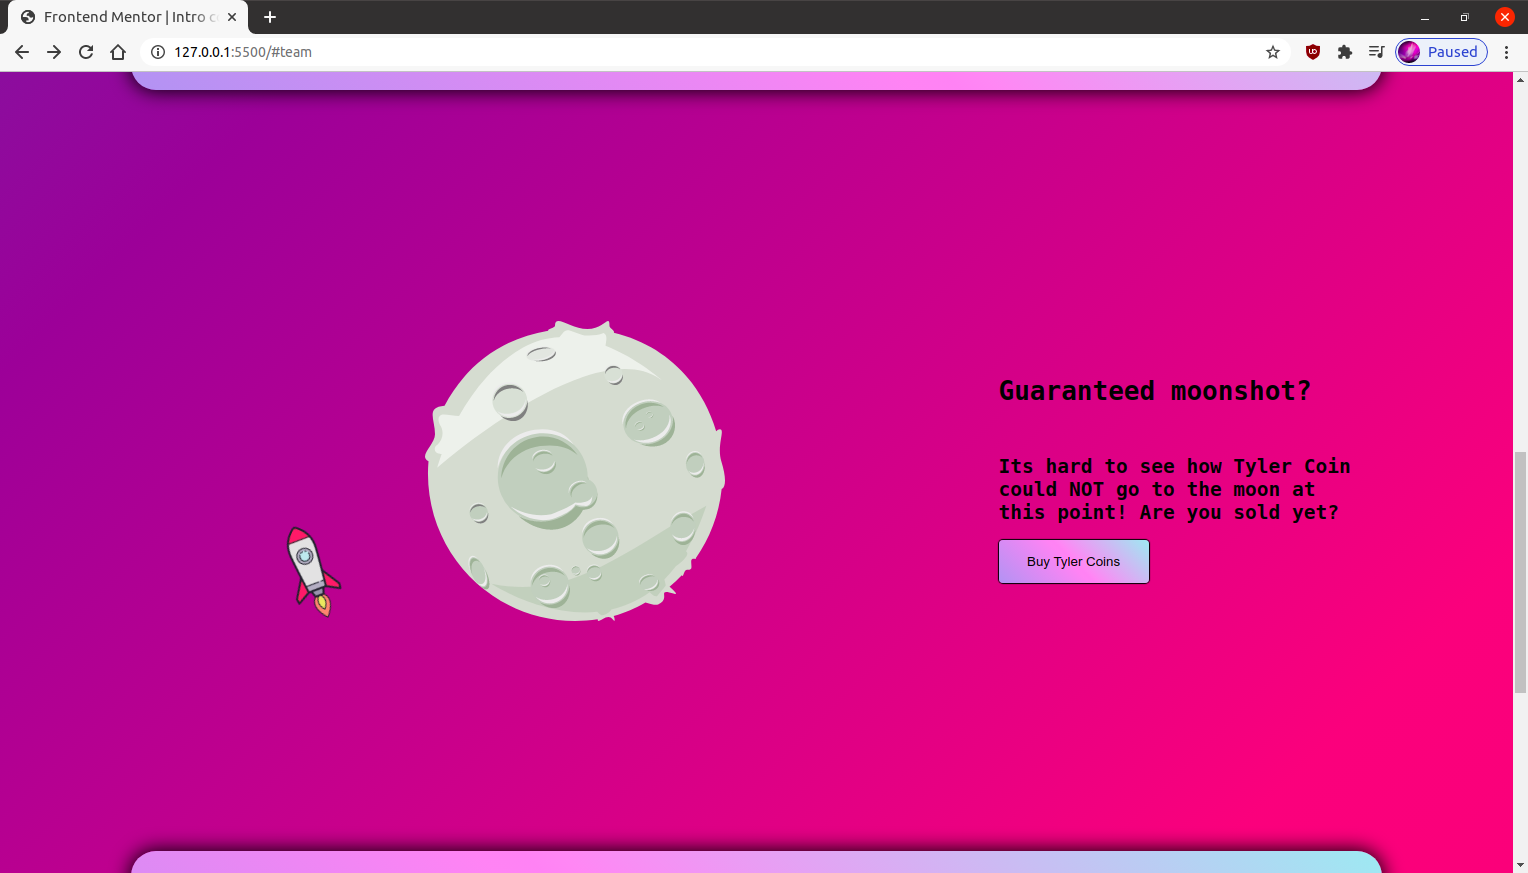 Frontend Mentor | Intro c
127.0.0.1:5500/#team
Paused
Guaranteed moonshot?
Its hard to see how Tyler Coin
could NOT go to the moon at
this point! Are you sold yet?
Buy Tyler Coins